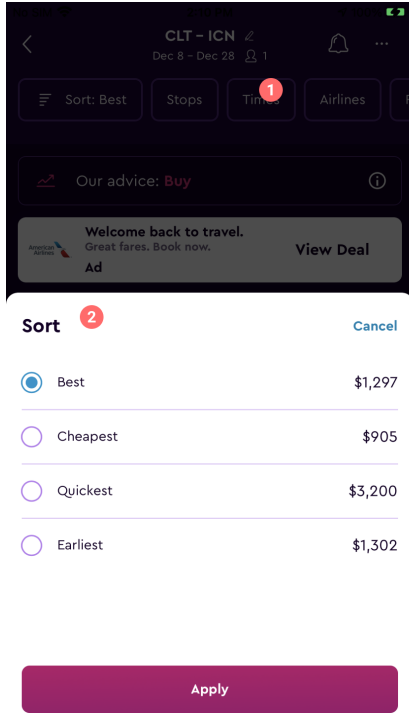 CLT – ICN
Dec 8 – Dec 28 1
Sort: Best
Stops
Times
1
Airlines
Our advice: Buy
American Airlines
Welcome back to travel.
Great fares. Book now.
Ad
View Deal
Sort
2
Cancel
Best $1,297
Cheapest $905
Quickest $3,200
Earliest $1,302
Apply